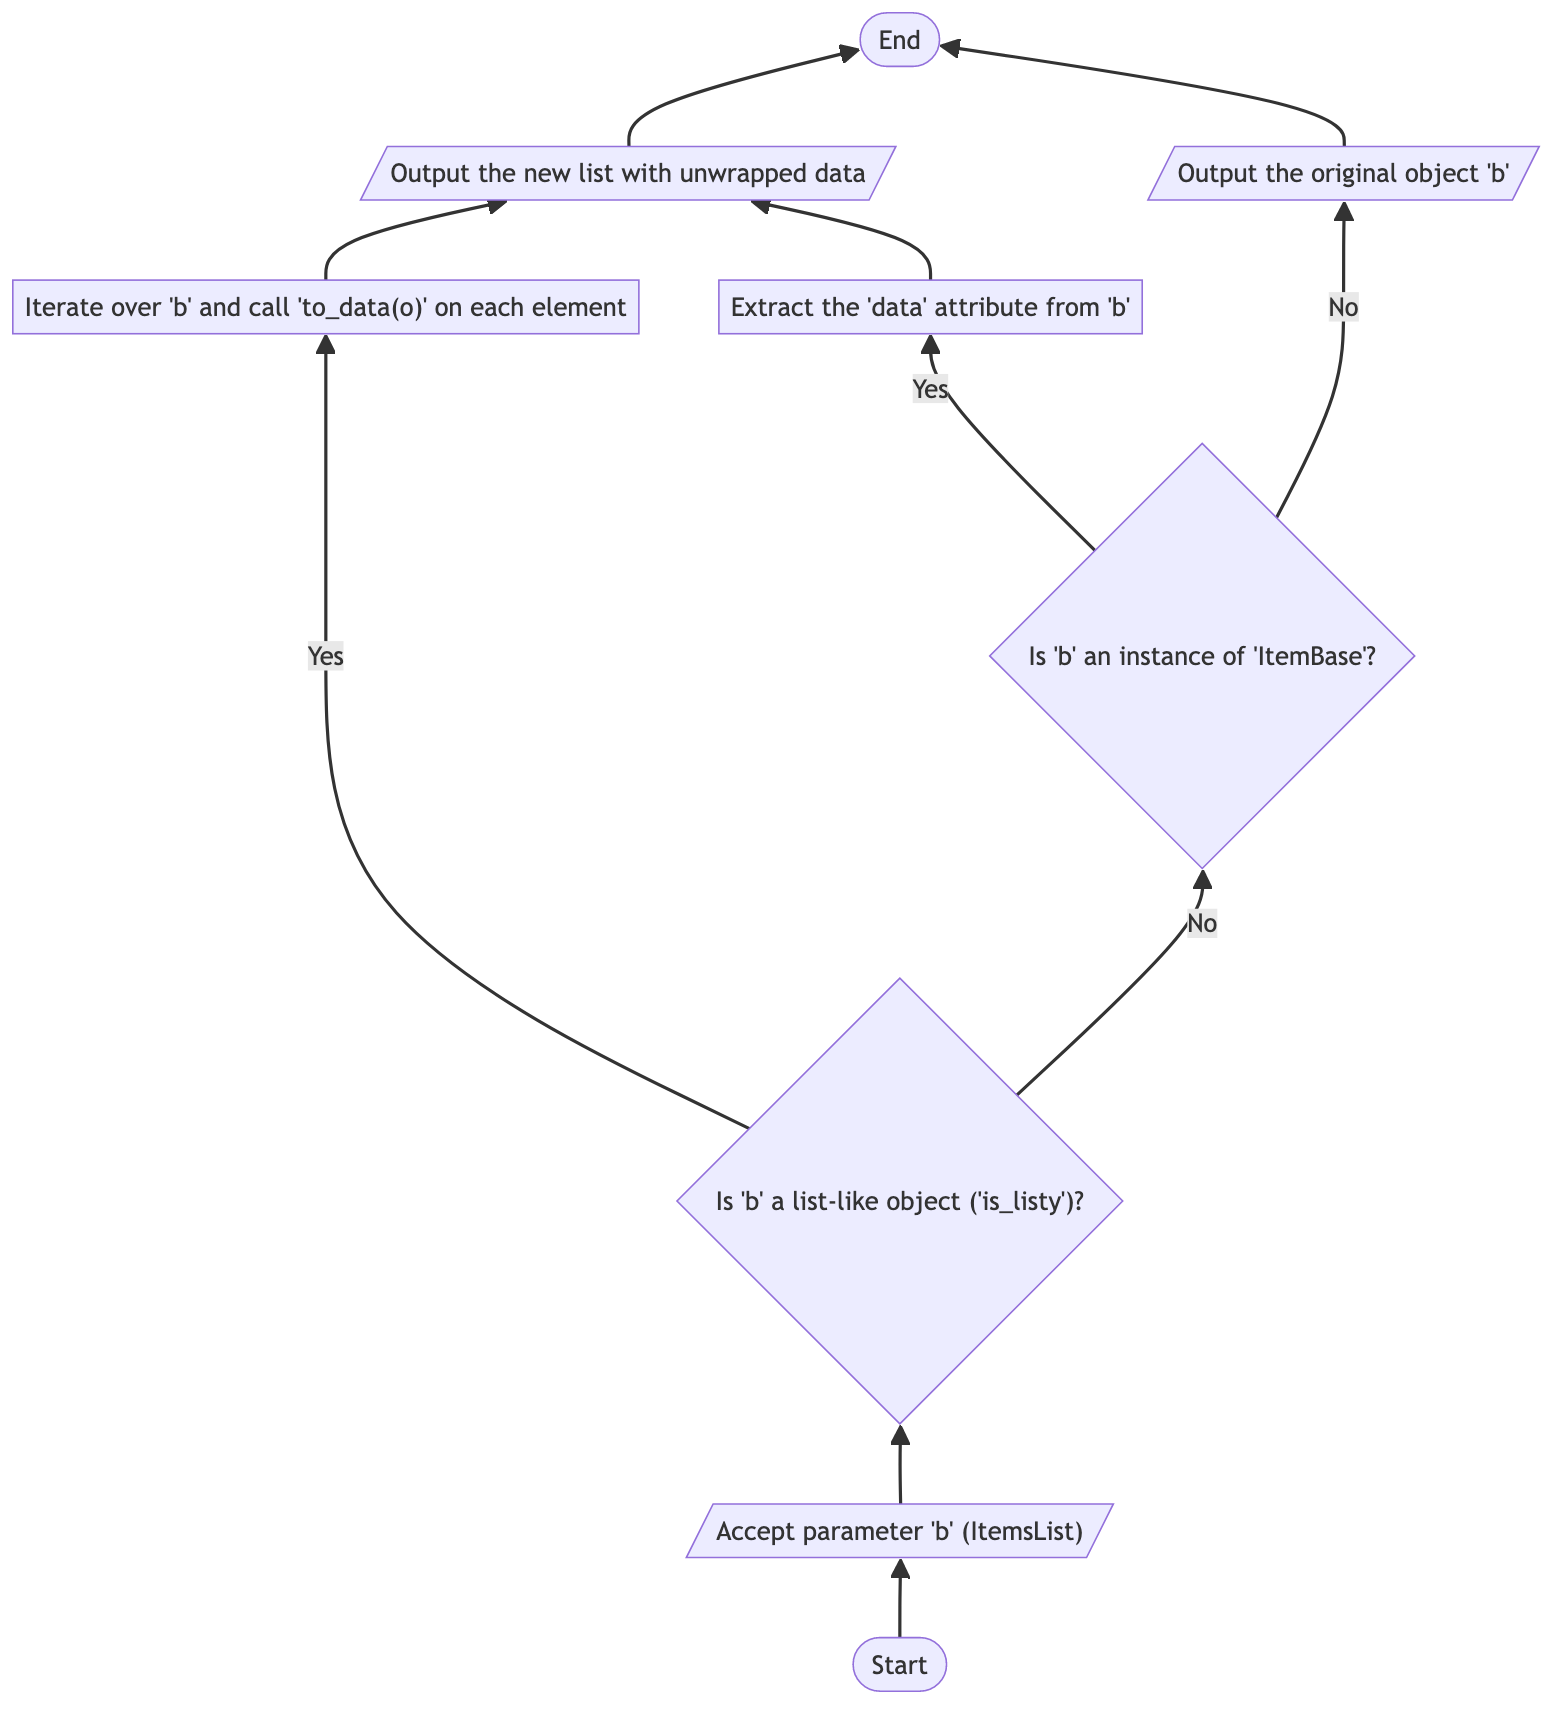 End
Output the new list with unwrapped data
Output the original object 'b'
Iterate over 'b' and call 'to_data(o)' on each element
Extract the 'data' attribute from 'b'
No
Yes
Yes
Is 'b' an instance of 'ItemBase'?
No
Is 'b' a list-like object ('is_listy')?
Accept parameter 'b' (ItemsList)
Start